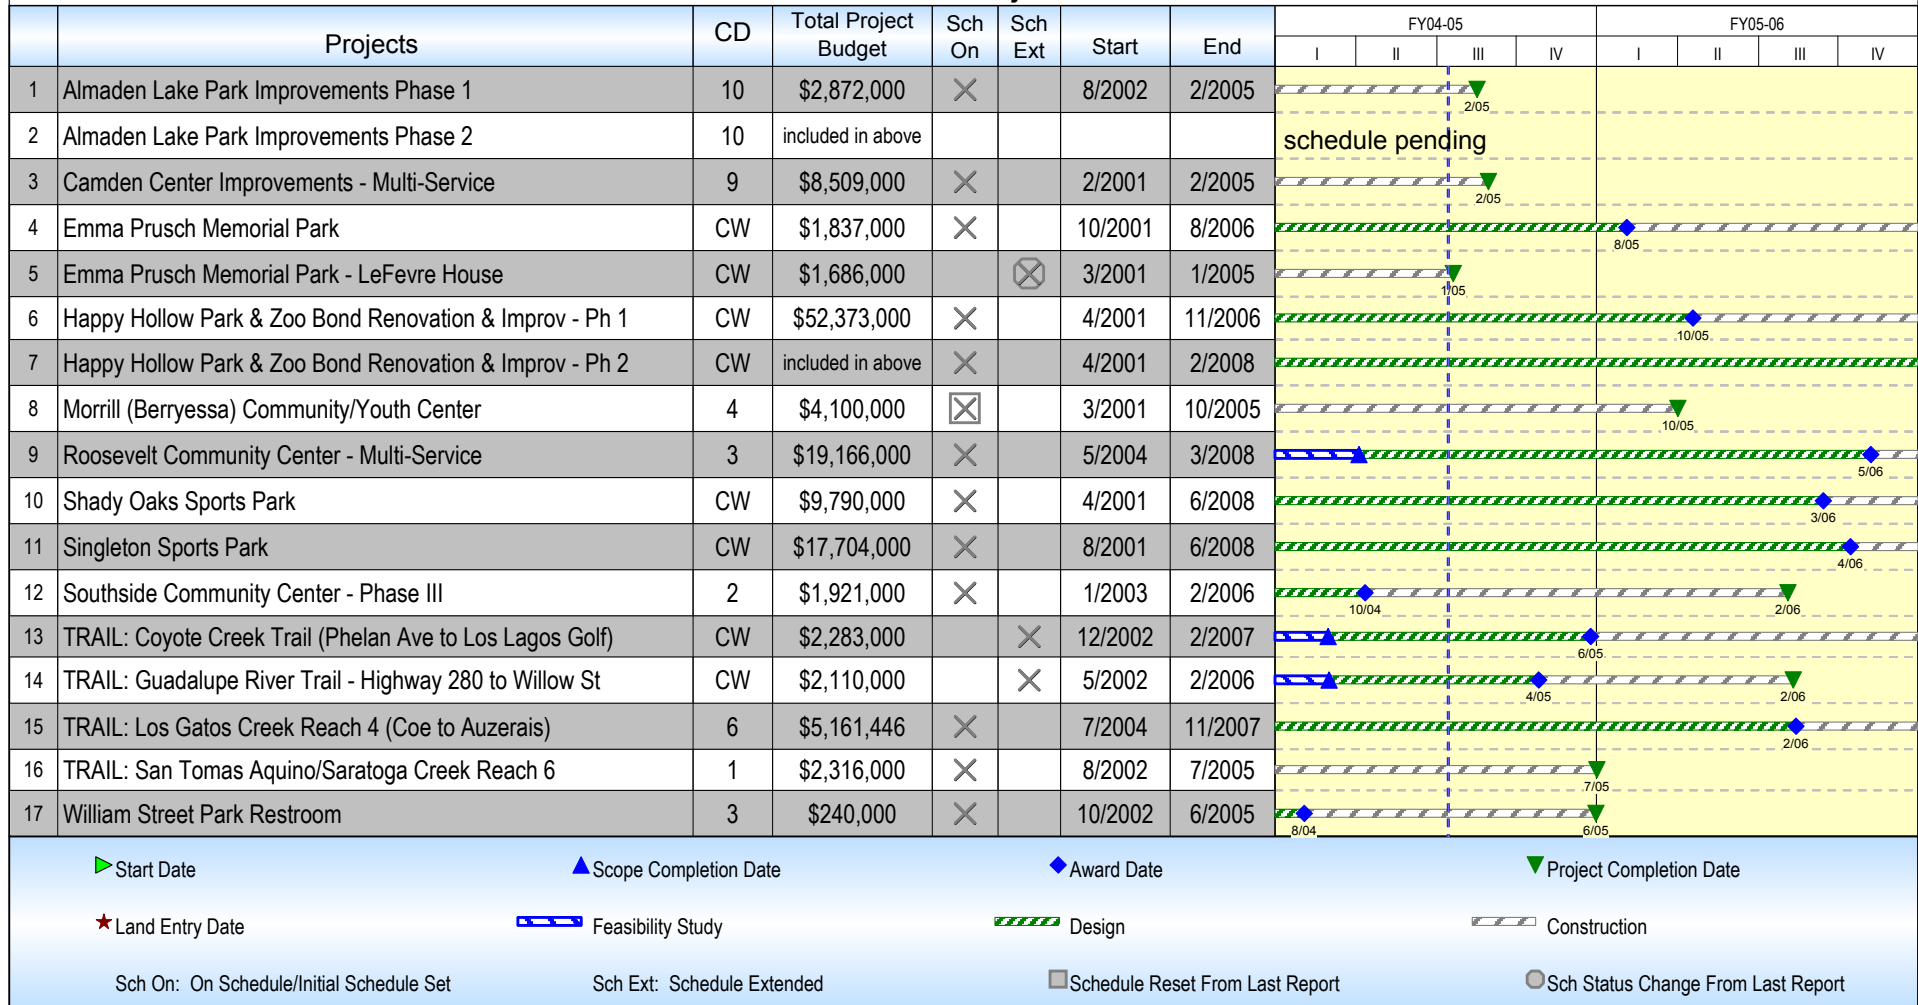 Projects CD Total Project Budget Sch On Sch Ext Start End FY04-05 FY05-06
I II III IV I II III IV
1 Almaden Lake Park Improvements Phase 1 10 $2,872,000 8/2002 2/2005 2/05
2 Almaden Lake Park Improvements Phase 2 10 included in above schedule pending
3 Camden Center Improvements - Multi-Service 9 $8,509,000 2/2001 2/2005 2/05
4 Emma Prusch Memorial Park CW $1,837,000 10/2001 8/2006 8/05
5 Emma Prusch Memorial Park - LeFevre House CW $1,686,000 3/2001 1/2005 1/05
6 Happy Hollow Park & Zoo Bond Renovation & Improv - Ph 1 CW $52,373,000 4/2001 11/2006 10/05
7 Happy Hollow Park & Zoo Bond Renovation & Improv - Ph 2 CW included in above 4/2001 2/2008
8 Morrill (Berryessa) Community/Youth Center 4 $4,100,000 3/2001 10/2005 10/05
9 Roosevelt Community Center - Multi-Service 3 $19,166,000 5/2004 3/2008 5/06
10 Shady Oaks Sports Park CW $9,790,000 4/2001 6/2008 3/06
11 Singleton Sports Park CW $17,704,000 8/2001 6/2008 4/06
12 Southside Community Center - Phase III 2 $1,921,000 1/2003 2/2006 10/04 2/06
13 TRAIL: Coyote Creek Trail (Phelan Ave to Los Lagos Golf) CW $2,283,000 12/2002 2/2007 6/05
14 TRAIL: Guadalupe River Trail - Highway 280 to Willow St CW $2,110,000 5/2002 2/2006 4/05 2/06
15 TRAIL: Los Gatos Creek Reach 4 (Coe to Auzerais) 6 $5,161,446 7/2004 11/2007 2/06
16 TRAIL: San Tomas Aquino/Saratoga Creek Reach 6 1 $2,316,000 8/2002 7/2005 7/05
17 William Street Park Restroom 3 $240,000 10/2002 6/2005 8/04 6/05
Start Date Scope Completion Date Award Date Project Completion Date
Land Entry Date Feasibility Study Design Construction
Sch On: On Schedule/Initial Schedule Set Sch Ext: Schedule Extended Schedule Reset From Last Report Sch Status Change From Last Report